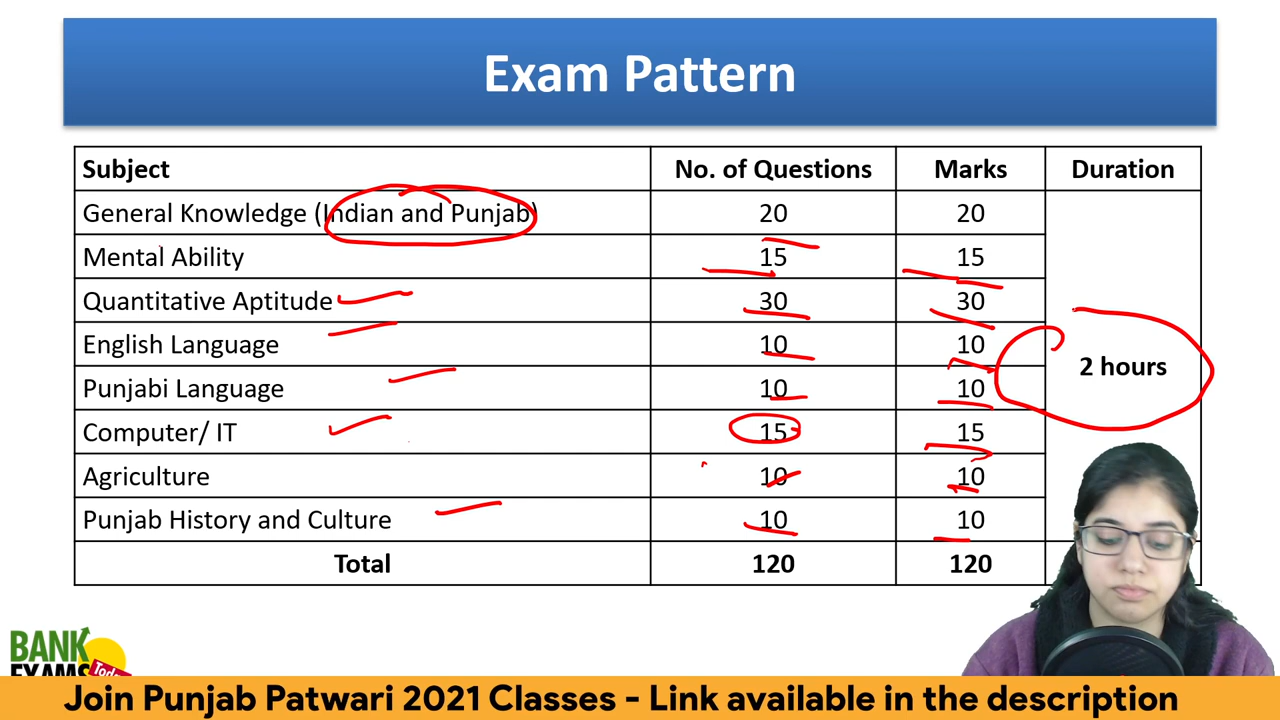 Exam Pattern
Subject No. of Questions Marks Duration
General Knowledge (Indian and Punjab) 20 20
Mental Ability 15 15
Quantitative Aptitude 30 30
English Language 10 10
2 hours
Punjabi Language 10 10
Computer/ IT 15 15
Agriculture 10 10
Punjab History and Culture 10 10
Total 120 120
BANK
EXAMS Today
Join Punjab Patwari 2021 Classes - Link available in the description